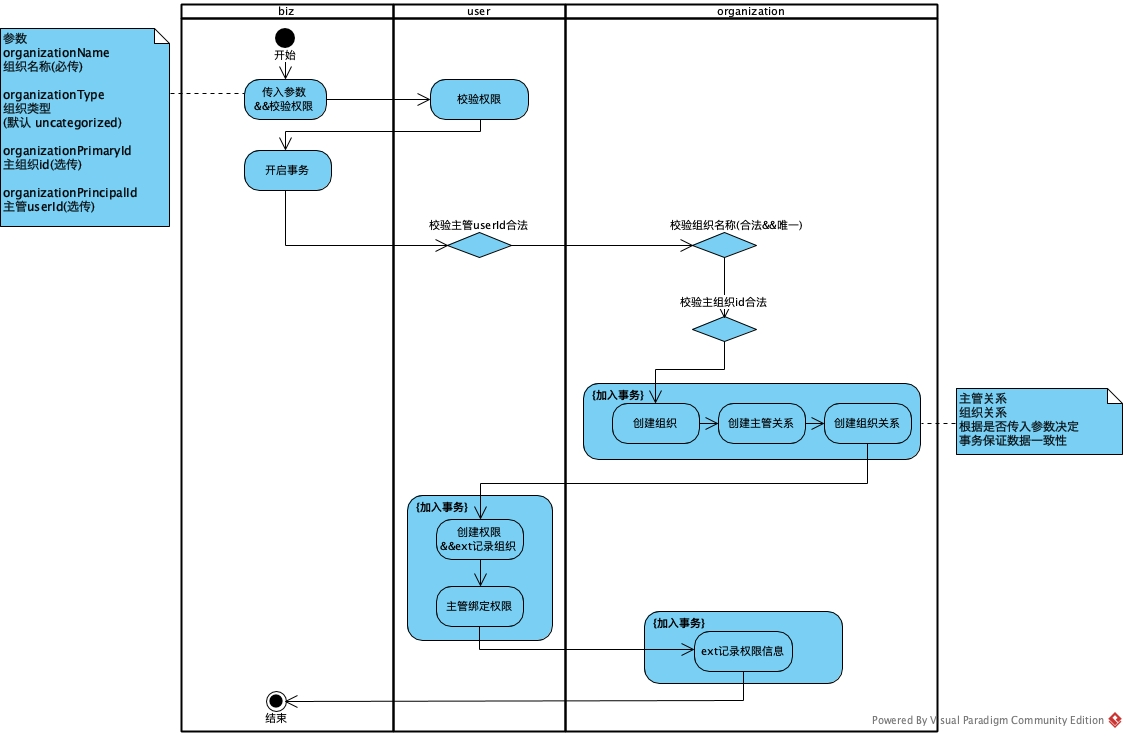 biz
user
organization
参数
organizationName
组织名称(必传)
organizationType
组织类型
(默认 uncategorized)
organizationPrimaryId
主组织id(选传)
organizationPrincipalId
主管userId(选传)
开始
传入参数
&&校验权限
校验权限
开启事务
校验主管userId合法
校验组织名称(合法&&唯一)
校验主组织id合法
{加入事务}
创建组织
创建主管关系
创建组织关系
主管关系
组织关系
根据是否传入参数决定
事务保证数据一致性
{加入事务}
创建权限
&&ext记录组织
主管绑定权限
{加入事务}
ext记录权限信息
结束
Powered By Visual Paradigm Community Edition